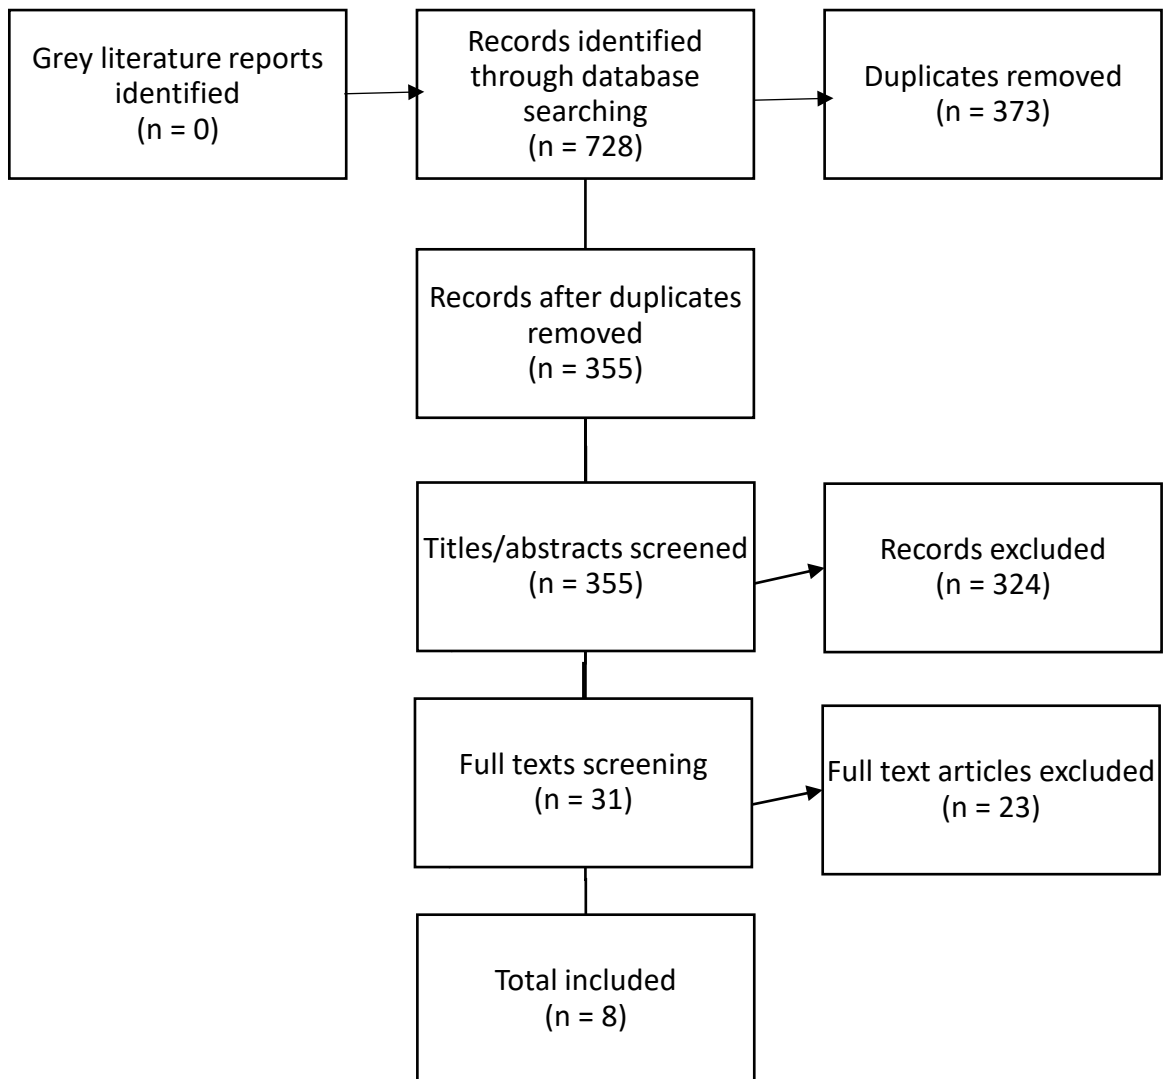 Grey literature reports
identified
(n = 0)
Records identified
through database
searching
(n = 728)
Duplicates removed
(n = 373)
Records after duplicates
removed
(n = 355)
Titles/abstracts screened
(n = 355)
Records excluded
(n = 324)
Full texts screening
(n = 31)
Full text articles excluded
(n = 23)
Total included
(n = 8)